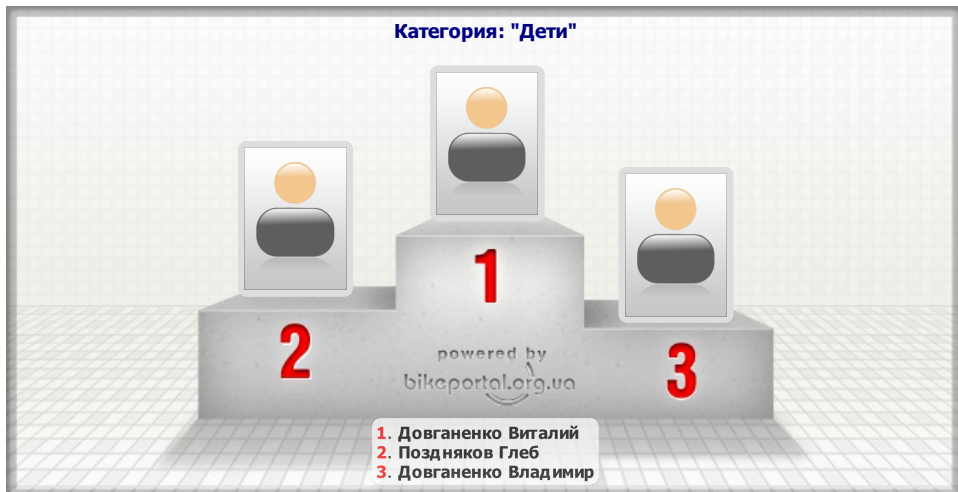 Категория: "Дети"
1
2
3
powered by
bikeportal.org.ua
1. Довганенко Виталий
2. Поздняков Глеб
3. Довганенко Владимир